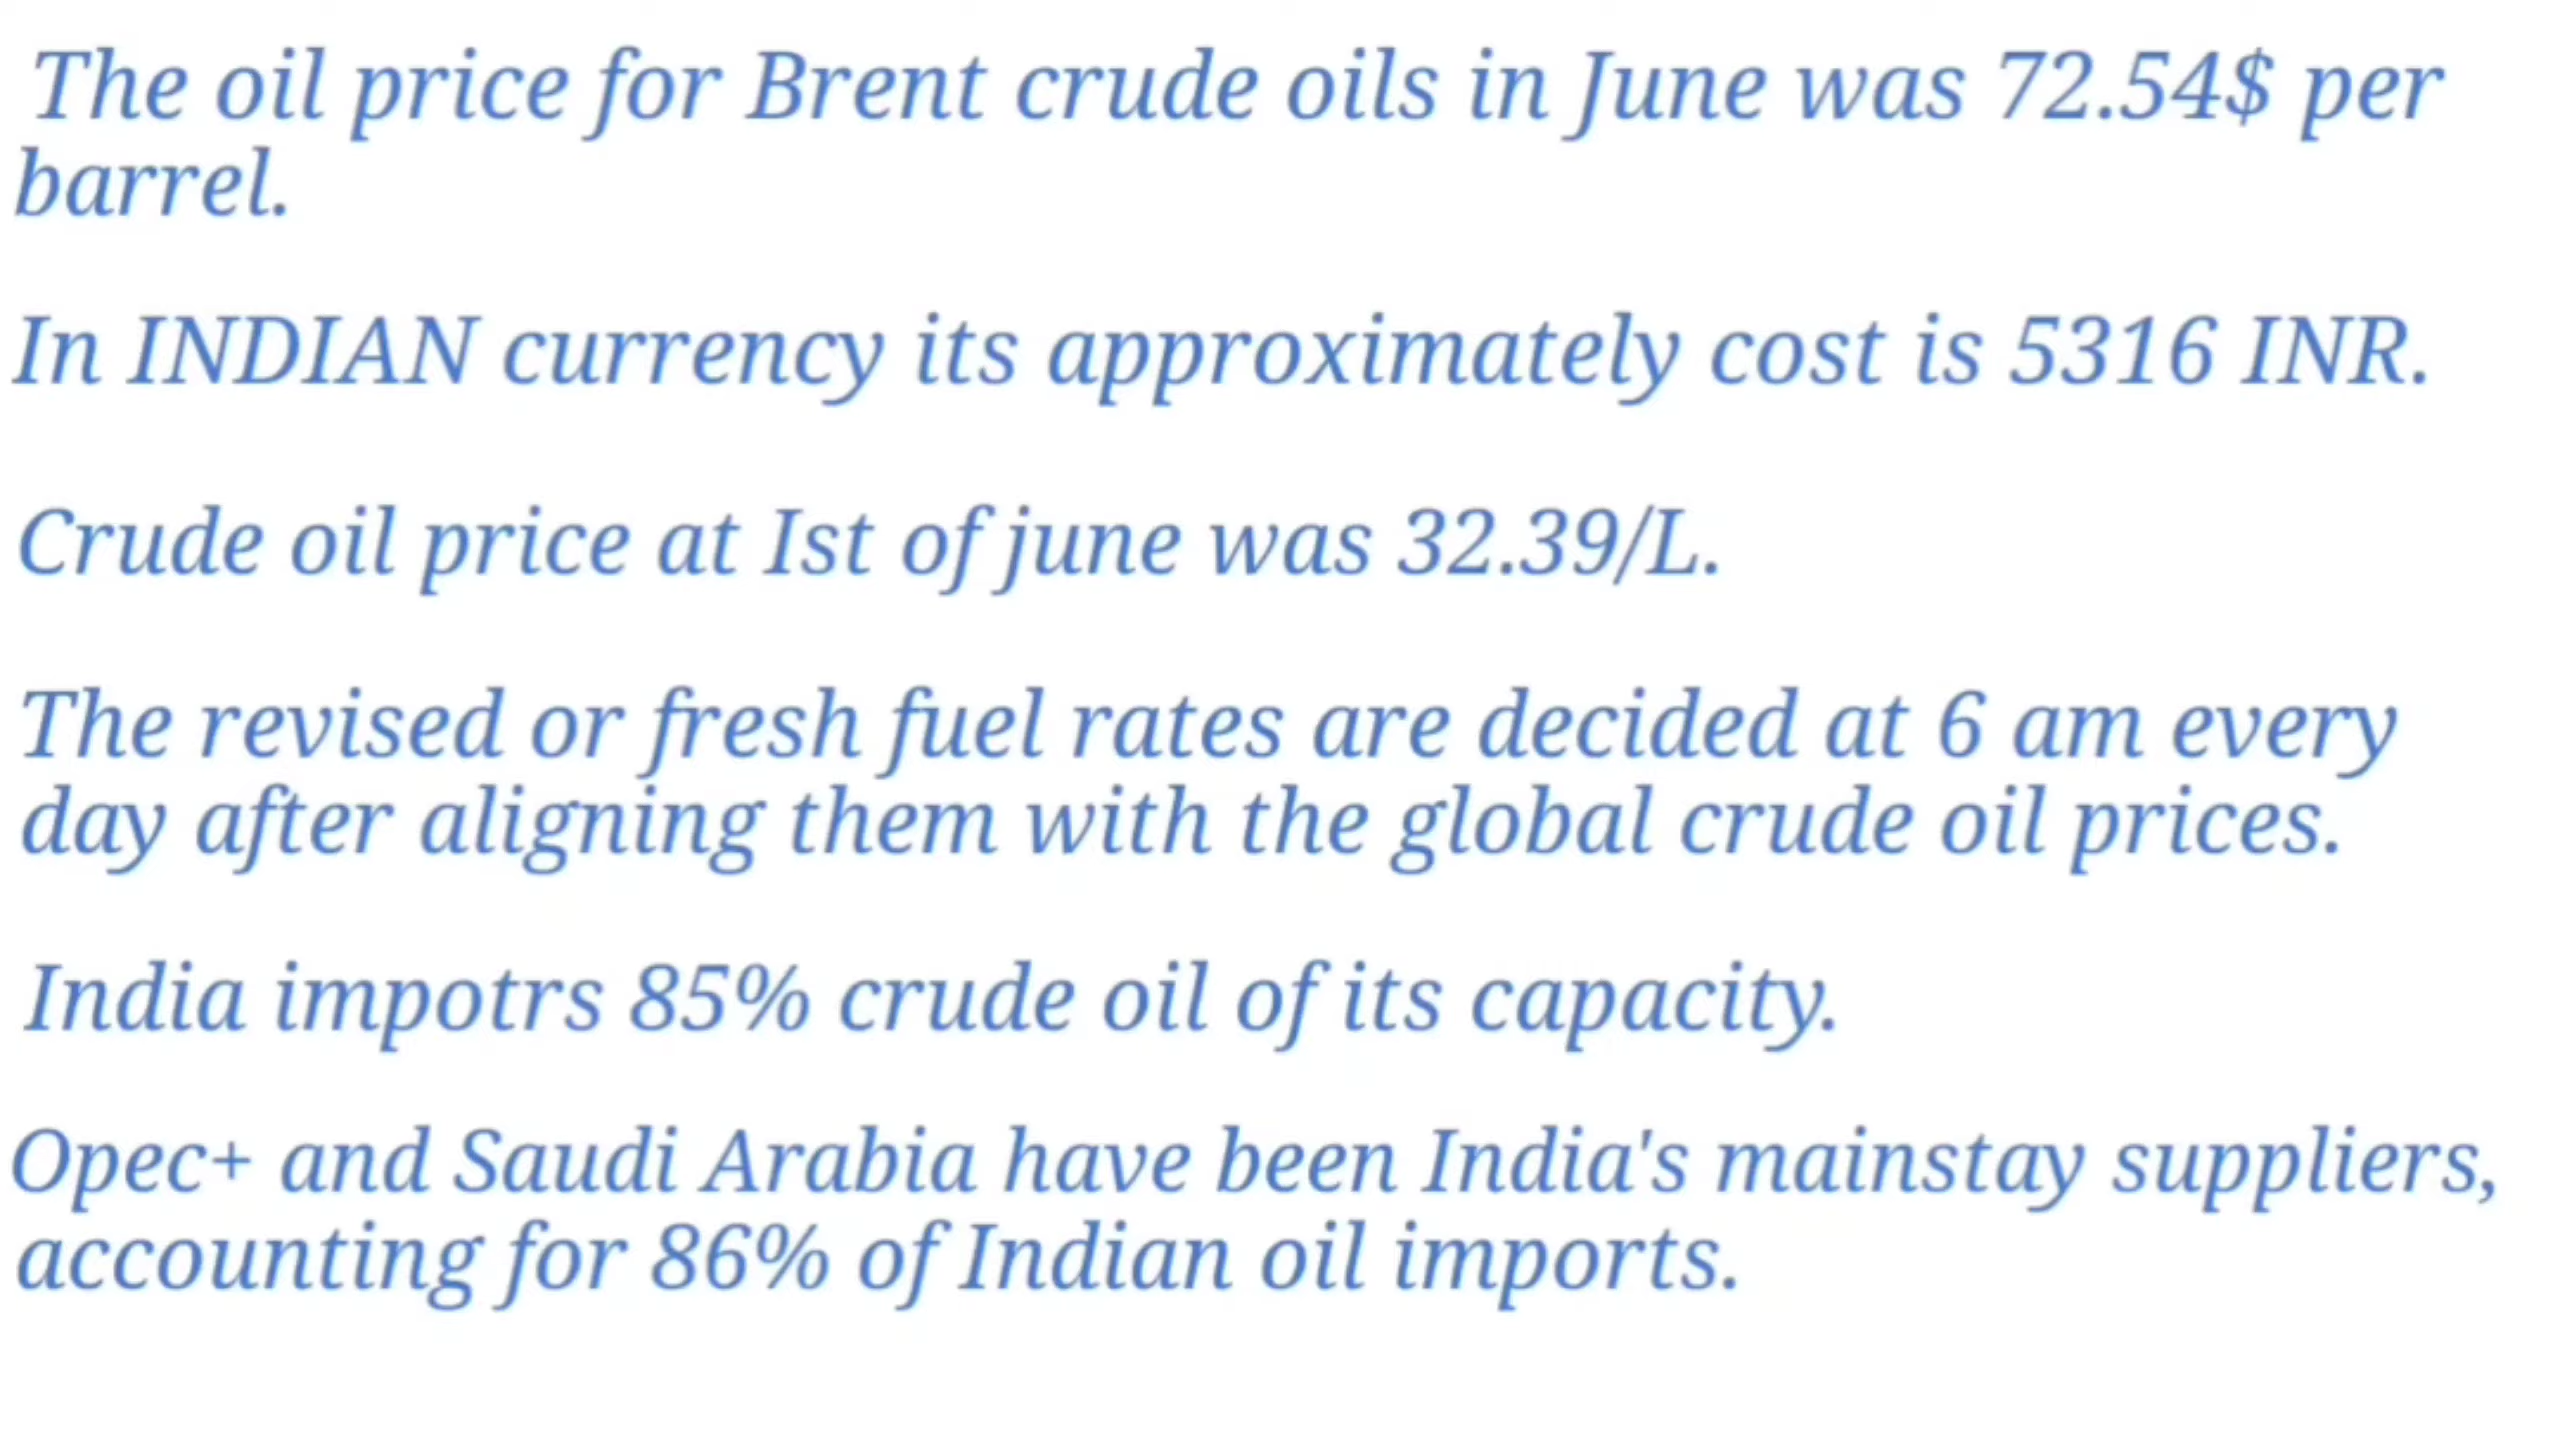 The oil price for Brent crude oils in June was 72.54$ per
barrel.
In INDIAN currency its approximately cost is 5316 INR.
Crude oil price at Ist of june was 32.39/L.
The revised or fresh fuel rates are decided at 6 am every
day after aligning them with the global crude oil prices.
India impotrs 85% crude oil of its capacity.
Opec+ and Saudi Arabia have been India's mainstay suppliers,
accounting for 86% of Indian oil imports.